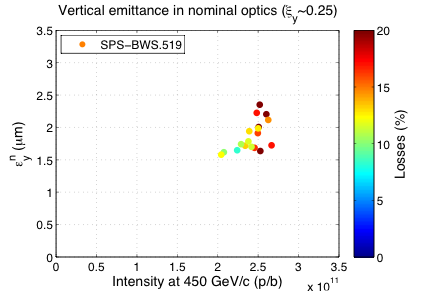 Vertical emittance in nominal optics (ξy~0.25)
SPS−BWS.519
εyn (μm)
3.5
3
2.5
2
1.5
1
0.5
0
0 0.5 1 1.5 2 2.5 3 3.5
x 10^11
Intensity at 450 GeV/c (p/b)
20
15
10
5
0
Losses (%)